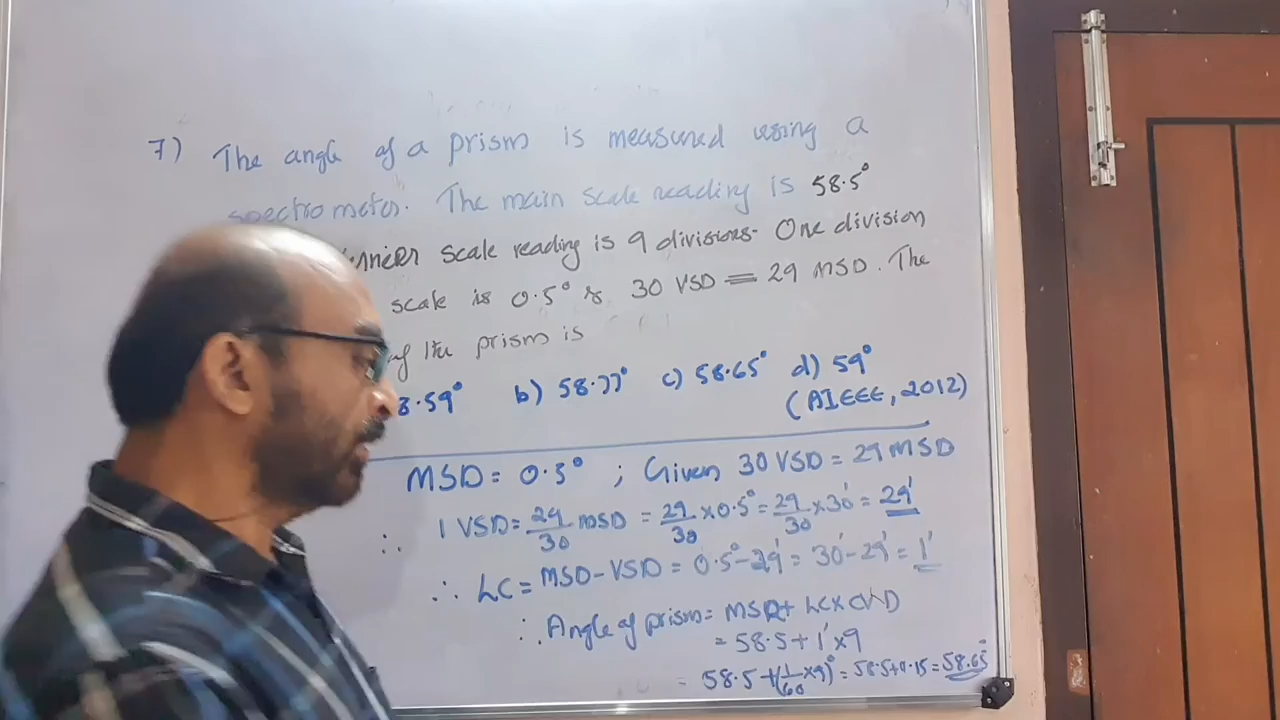 7) The angle of a prism is measured using a
spectrometer. The main scale reading is 58.5°
scale reading is 9 divisions. One division
scale is 0.5° & 30 VSD = 29 MSD. The
of the prism is
8.59° b) 58.77° c) 58.65° d) 59°
(AIEEE, 2012)
MSD = 0.5° ; Given 30 VSD = 29 MSD
∴ 1 VSD = 29/30 MSD = 29/30 × 0.5° = 29/30 × 30' = 29'
∴ LC = MSD - VSD = 0.5° - 29' = 30' - 29' = 1'
∴ Angle of prism = MSR + LC × CVD
= 58.5 + 1' × 9
= 58.5 + (1/60 × 9)° = 58.5 + 0.15 = 58.65°